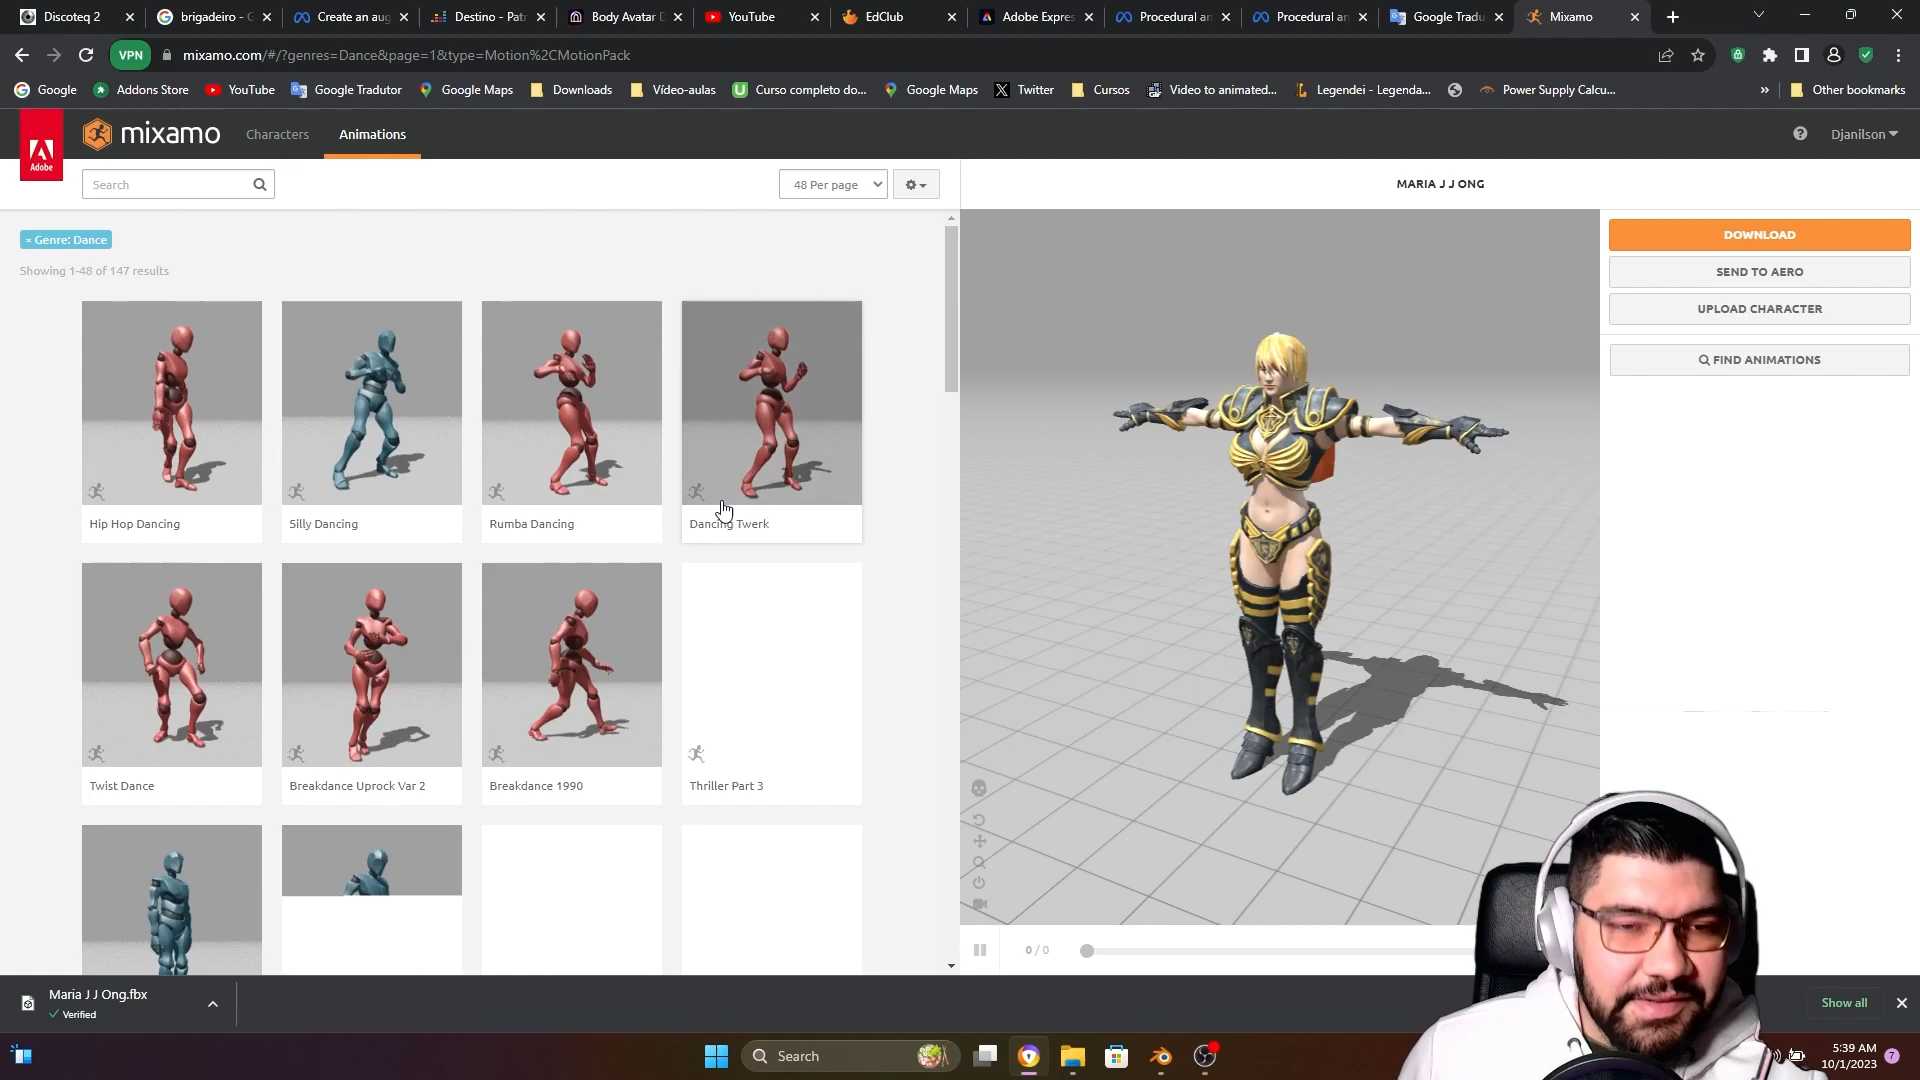 Discoteq 2
brigadeiro - G
Create an aug
Destino - Patr
Body Avatar D
YouTube
EdClub
Adobe Expres
Procedural an
Procedural an
Google Tradu
Mixamo
VPN
mixamo.com/#/?genres=Dance&page=1&type=Motion%2CMotionPack
Google
Addons Store
YouTube
Google Tradutor
Google Maps
Downloads
Vídeo-aulas
Curso completo do...
Google Maps
Twitter
Cursos
Video to animated...
Legendei - Legenda...
Power Supply Calcu...
»
Other bookmarks
Adobe
mixamo
Characters
Animations
Djanilson
Search
48 Per page
MARIA J J ONG
× Genre: Dance
Showing 1-48 of 147 results
DOWNLOAD
SEND TO AERO
UPLOAD CHARACTER
FIND ANIMATIONS
Hip Hop Dancing
Silly Dancing
Rumba Dancing
Dancing Twerk
Twist Dance
Breakdance Uprock Var 2
Breakdance 1990
Thriller Part 3
0 / 0
Maria J J Ong.fbx
Verified
Show all
Search
5:39 AM
10/1/2023
7